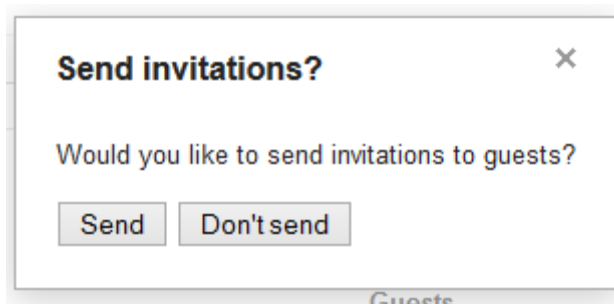 Send invitations?
Would you like to send invitations to guests?
Send Don't send
Guests